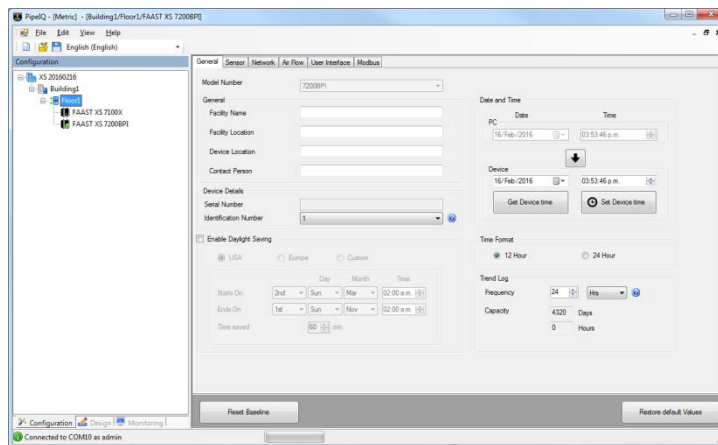 PipeIQ - [Metric] - [Building1/Floor1/FAAST XS 7200BPI]
File Edit View Help
English (English)
Configuration
XS 20160216
Building1
Floor1
FAAST XS 7100X
FAAST XS 7200BPI
General Sensor Network Air Flow User Interface Modbus
Model Number 7200BPI
General
Facility Name
Facility Location
Device Location
Contact Person
Device Details
Serial Number
Identification Number 1
Enable Daylight Saving
USA Europe Custom
Day Month Time
Starts On 2nd Sun Mar 02:00 a.m.
Ends On 1st Sun Nov 02:00 a.m.
Time saved 60 min
Date and Time
Date Time
PC
16/Feb/2016 03:53:46 p.m.
Device
16/Feb/2016 03:53:46 p.m.
Get Device time Set Device time
Time Format
12 Hour 24 Hour
Trend Log
Frequency 24 Hrs
Capacity 4320 Days
0 Hours
Reset Baseline Restore default Values
Configuration Design Monitoring
Connected to COM10 as admin